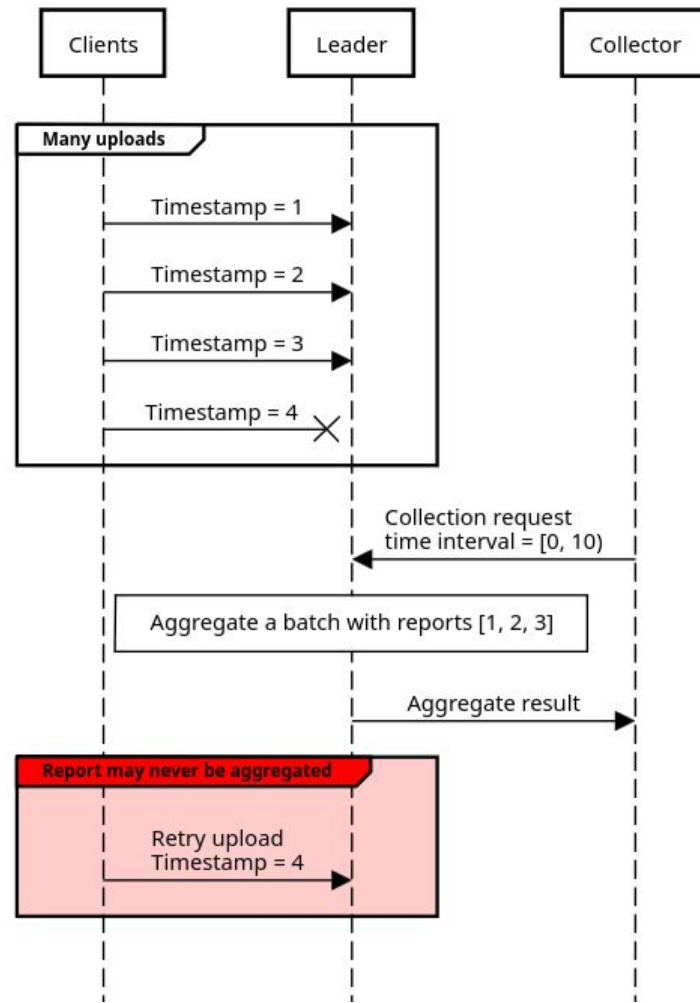 Clients
Leader
Collector
Many uploads
Timestamp = 1
Timestamp = 2
Timestamp = 3
Timestamp = 4
Collection request
time interval = [0, 10)
Aggregate a batch with reports [1, 2, 3]
Aggregate result
Report may never be aggregated
Retry upload
Timestamp = 4